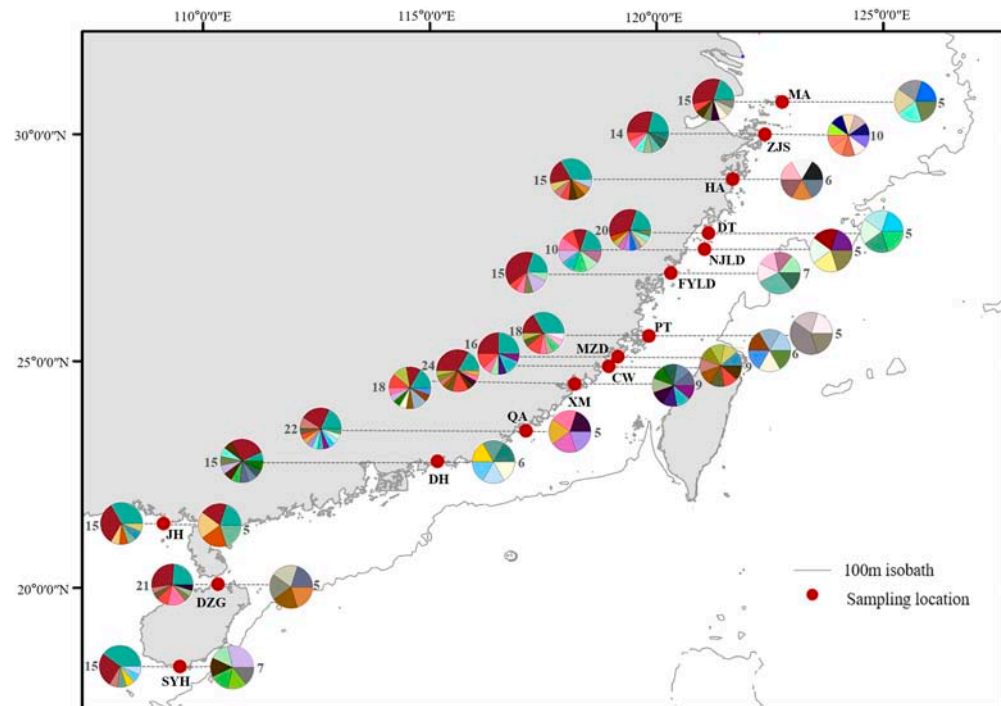 110°0'0"E 115°0'0"E 120°0'0"E 125°0'0"E
MA
15 5
30°0'0"N 14 ZJS 10
15 HA 6
20 DT 5
10 NJLD 5
15 FYLD 7
18 PT 5
25°0'0"N 16 MZD 6
24 CW 9
18 XM 9
22 QA 5
15 DH 6
15 JH 5
100m isobath
20°0'0"N 21 DZG 5 Sampling location
15 SYH 7